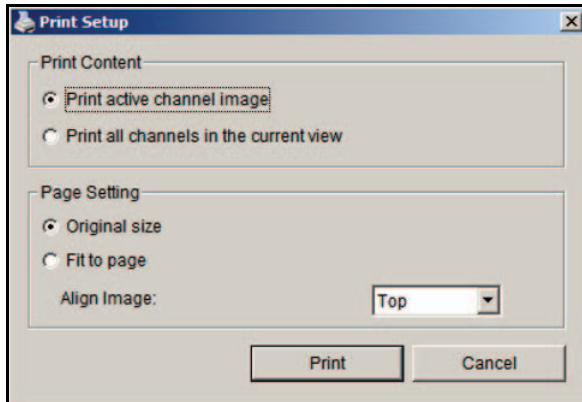 Print Setup
Print Content
Print active channel image
Print all channels in the current view
Page Setting
Original size
Fit to page
Align Image: Top
Print Cancel